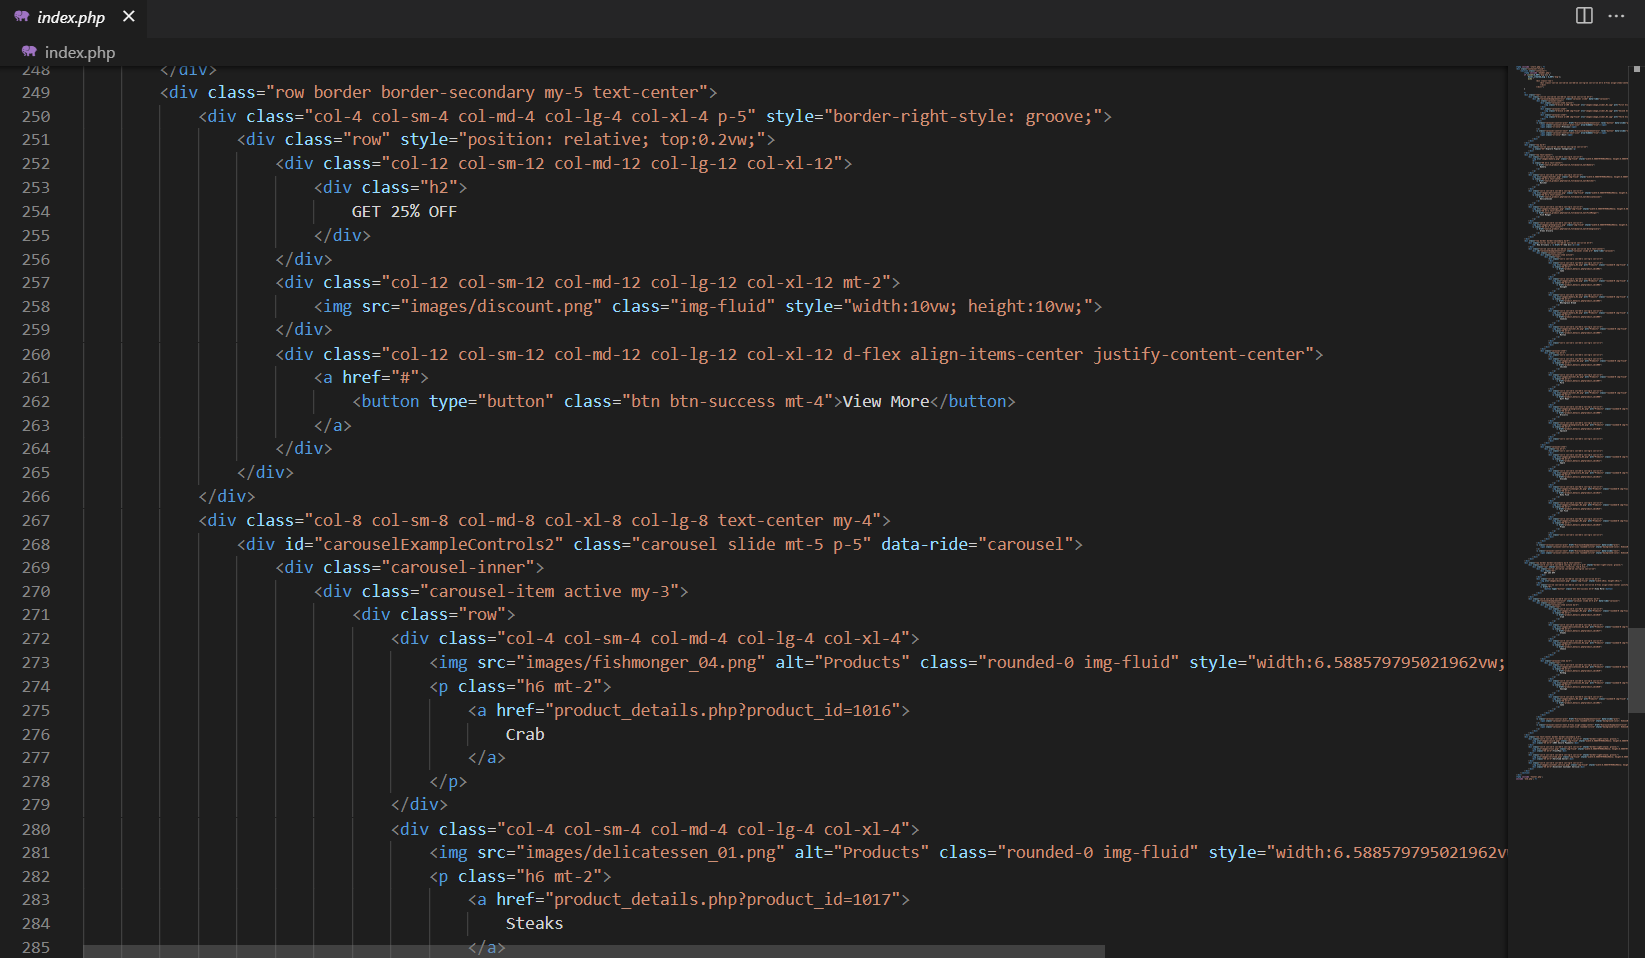 index.php
index.php
248 </div>
249 <div class="row border border-secondary my-5 text-center">
250 <div class="col-4 col-sm-4 col-md-4 col-lg-4 col-xl-4 p-5" style="border-right-style: groove;">
251 <div class="row" style="position: relative; top:0.2vw;">
252 <div class="col-12 col-sm-12 col-md-12 col-lg-12 col-xl-12">
253 <div class="h2">
254 GET 25% OFF
255 </div>
256 </div>
257 <div class="col-12 col-sm-12 col-md-12 col-lg-12 col-xl-12 mt-2">
258 <img src="images/discount.png" class="img-fluid" style="width:10vw; height:10vw;">
259 </div>
260 <div class="col-12 col-sm-12 col-md-12 col-lg-12 col-xl-12 d-flex align-items-center justify-content-center">
261 <a href="#">
262 <button type="button" class="btn btn-success mt-4">View More</button>
263 </a>
264 </div>
265 </div>
266 </div>
267 <div class="col-8 col-sm-8 col-md-8 col-xl-8 col-lg-8 text-center my-4">
268 <div id="carouselExampleControls2" class="carousel slide mt-5 p-5" data-ride="carousel">
269 <div class="carousel-inner">
270 <div class="carousel-item active my-3">
271 <div class="row">
272 <div class="col-4 col-sm-4 col-md-4 col-lg-4 col-xl-4">
273 <img src="images/fishmonger_04.png" alt="Products" class="rounded-0 img-fluid" style="width:6.588579795021962vw;
274 <p class="h6 mt-2">
275 <a href="product_details.php?product_id=1016">
276 Crab
277 </a>
278 </p>
279 </div>
280 <div class="col-4 col-sm-4 col-md-4 col-lg-4 col-xl-4">
281 <img src="images/delicatessen_01.png" alt="Products" class="rounded-0 img-fluid" style="width:6.588579795021962v
282 <p class="h6 mt-2">
283 <a href="product_details.php?product_id=1017">
284 Steaks
285 </a>